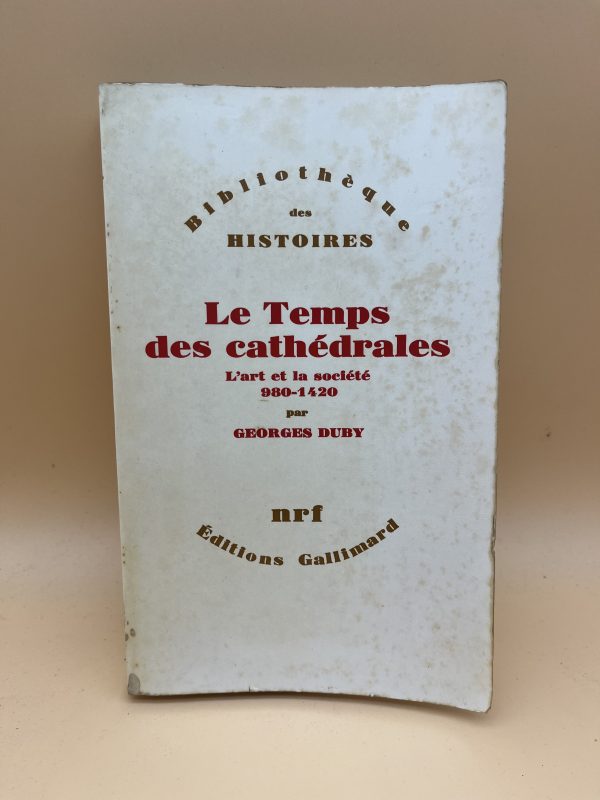 Bibliothèque
des
HISTOIRES
Le Temps
des cathédrales
L'art et la société
980-1420
par
GEORGES DUBY
nrf
Éditions Gallimard